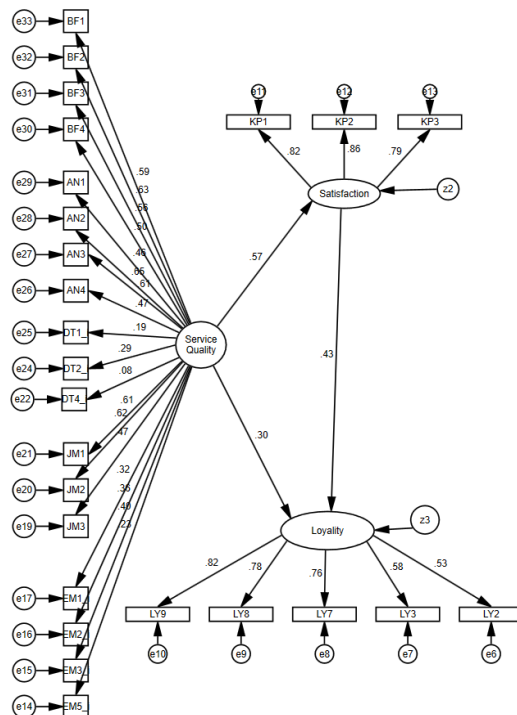 e33 BF1
e32 BF2
e31 BF3
e30 BF4
e29 AN1
e28 AN2
e27 AN3
e26 AN4
e25 DT1_
e24 DT2_
e22 DT4_
e21 JM1
e20 JM2
e19 JM3
e17 EM1_
e16 EM2_
e15 EM3_
e14 EM5_
.59
.63
.56
.50
.46
.65
.61
.47
.19
.29
.08
.61
.62
.47
.32
.36
.40
.23
Service
Quality
e11 e12 e13
KP1 KP2 KP3
.82 .86 .79
Satisfaction z2
.57
.43
.30
Loyality z3
.82 .78 .76 .58 .53
LY9 LY8 LY7 LY3 LY2
e10 e9 e8 e7 e6